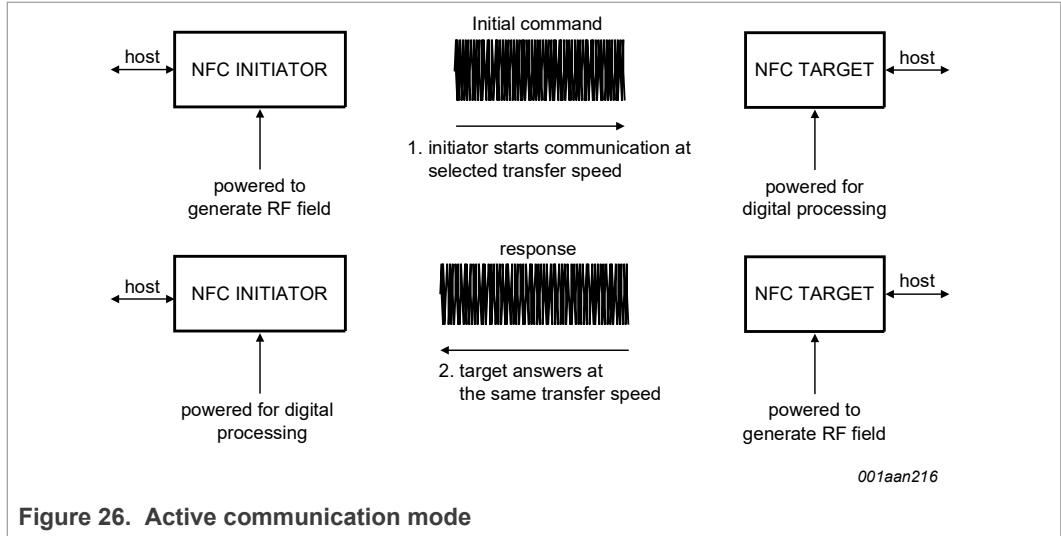 Initial command
host
NFC INITIATOR
NFC TARGET
host
1. initiator starts communication at
selected transfer speed
powered to
generate RF field
powered for
digital processing
response
host
NFC INITIATOR
NFC TARGET
host
2. target answers at
the same transfer speed
powered for digital
processing
powered to
generate RF field
001aan216
Figure 26. Active communication mode